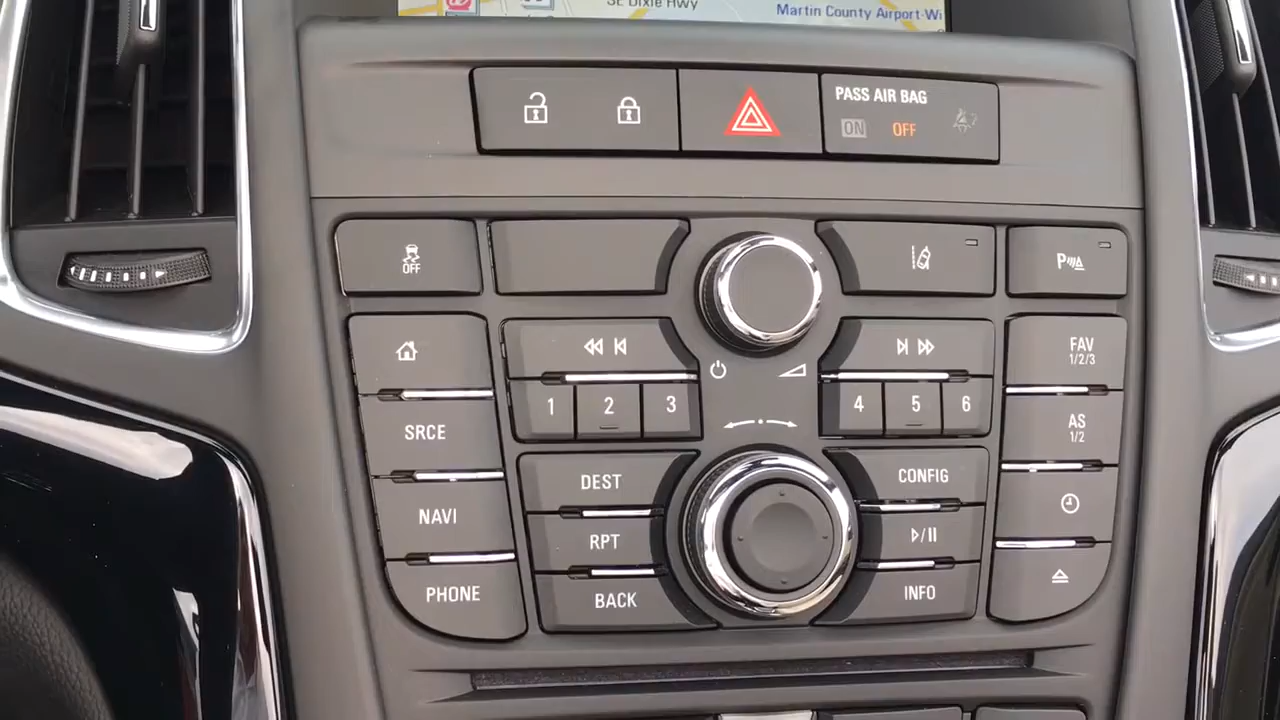 SE Dixie Hwy
Martin County Airport-Wi
PASS AIR BAG
ON OFF
OFF
P
FAV
1/2/3
1 2 3 4 5 6
SRCE
AS
1/2
DEST
CONFIG
NAVI
RPT
PHONE
BACK
INFO